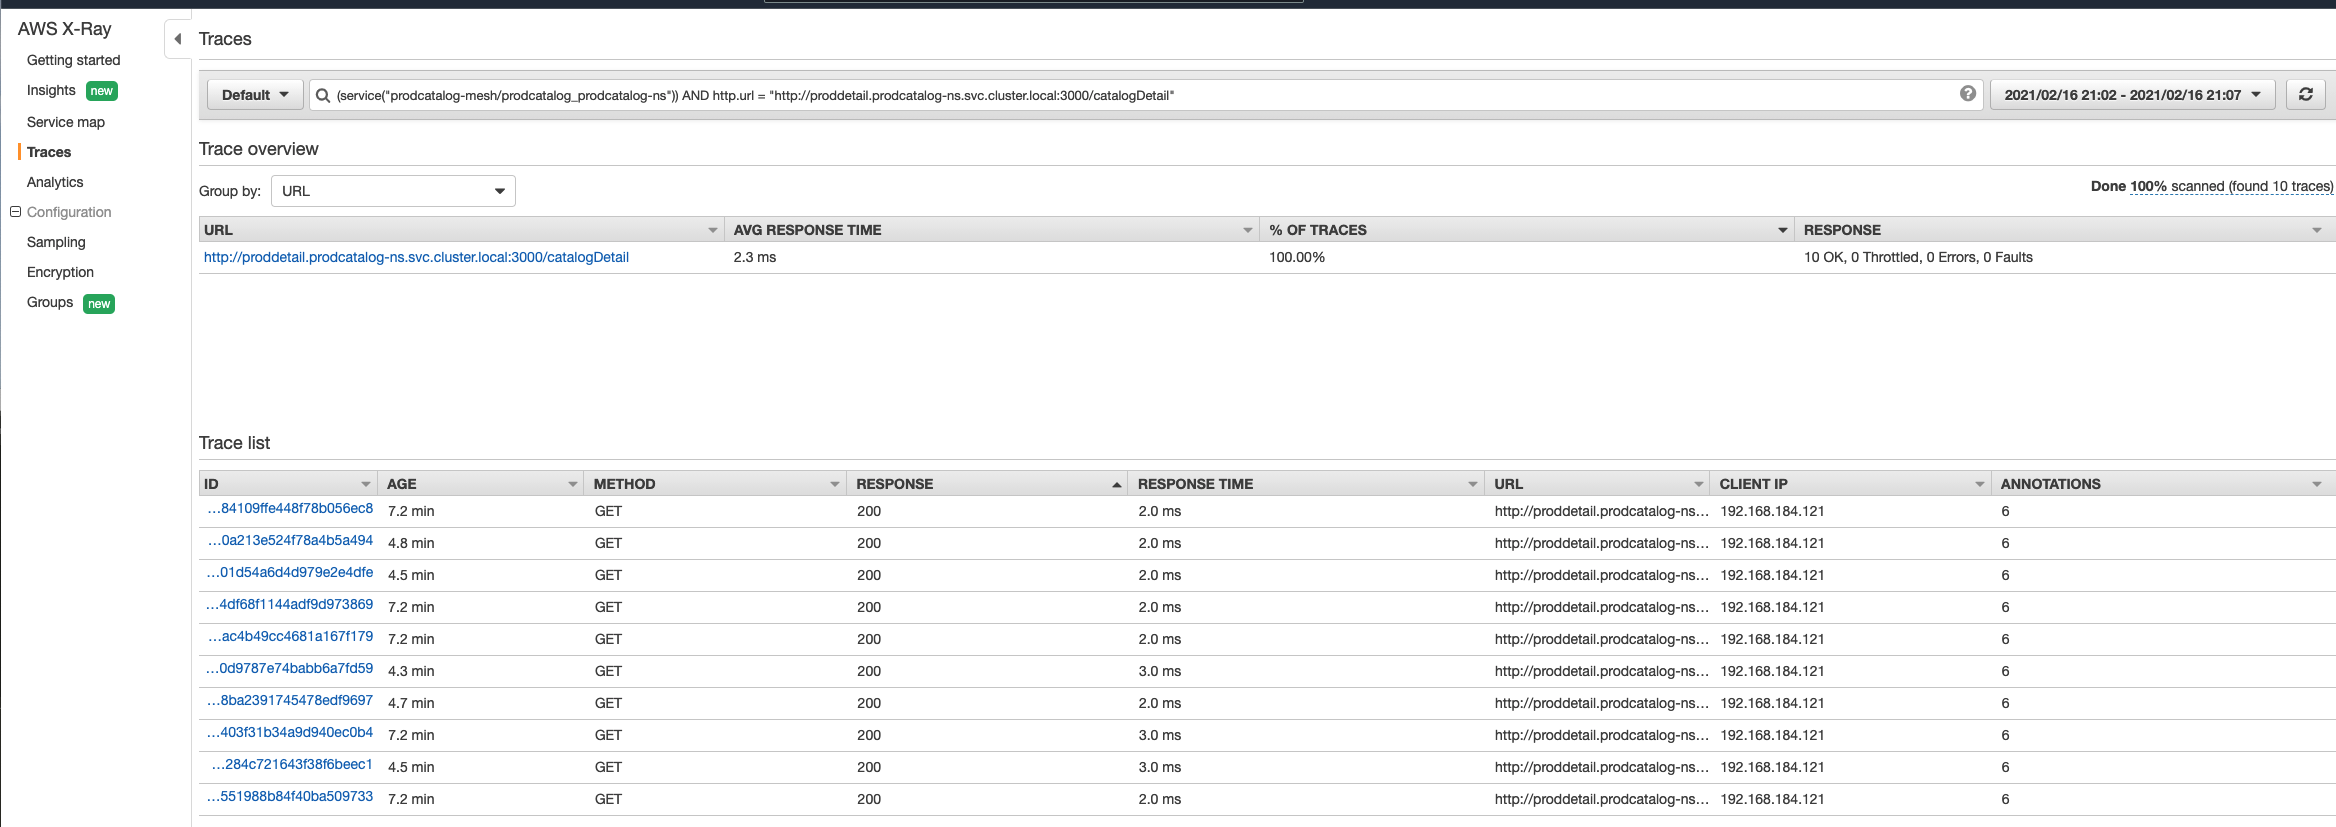 AWS X-Ray
Getting started
Insights new
Service map
Traces
Analytics
Configuration
Sampling
Encryption
Groups new
Traces
Default (service("prodcatalog-mesh/prodcatalog_prodcatalog-ns")) AND http.url = "http://proddetail.prodcatalog-ns.svc.cluster.local:3000/catalogDetail" ? 2021/02/16 21:02 - 2021/02/16 21:07
Trace overview
Group by: URL Done 100% scanned (found 10 traces)
URL AVG RESPONSE TIME % OF TRACES RESPONSE
http://proddetail.prodcatalog-ns.svc.cluster.local:3000/catalogDetail 2.3 ms 100.00% 10 OK, 0 Throttled, 0 Errors, 0 Faults
Trace list
ID AGE METHOD RESPONSE RESPONSE TIME URL CLIENT IP ANNOTATIONS
...84109ffe448f78b056ec8 7.2 min GET 200 2.0 ms http://proddetail.prodcatalog-ns... 192.168.184.121 6
...0a213e524f78a4b5a494 4.8 min GET 200 2.0 ms http://proddetail.prodcatalog-ns... 192.168.184.121 6
...01d54a6d4d979e2e4dfe 4.5 min GET 200 2.0 ms http://proddetail.prodcatalog-ns... 192.168.184.121 6
...4df68f1144adf9d973869 7.2 min GET 200 2.0 ms http://proddetail.prodcatalog-ns... 192.168.184.121 6
...ac4b49cc4681a167f179 7.2 min GET 200 2.0 ms http://proddetail.prodcatalog-ns... 192.168.184.121 6
...0d9787e74babb6a7fd59 4.3 min GET 200 3.0 ms http://proddetail.prodcatalog-ns... 192.168.184.121 6
...8ba2391745478edf9697 4.7 min GET 200 2.0 ms http://proddetail.prodcatalog-ns... 192.168.184.121 6
...403f31b34a9d940ec0b4 7.2 min GET 200 3.0 ms http://proddetail.prodcatalog-ns... 192.168.184.121 6
...284c721643f38f6beec1 4.5 min GET 200 3.0 ms http://proddetail.prodcatalog-ns... 192.168.184.121 6
...551988b84f40ba509733 7.2 min GET 200 2.0 ms http://proddetail.prodcatalog-ns... 192.168.184.121 6